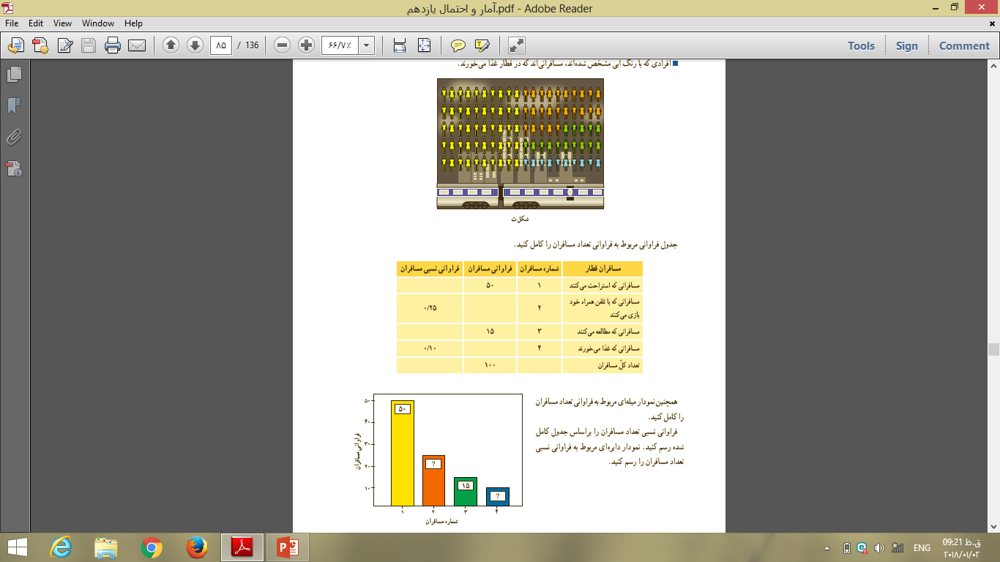 آمار و احتمال یازدهم.pdf - Adobe Reader
File Edit View Window Help
۸۵ / 136 ۶۶/۷٪ Tools Sign Comment
افرادی که با رنگ آبی مشخص شده‌اند، مسافرانی‌اند که در قطار غذا می‌خورند.
شکل ت
جدول فراوانی مربوط به فراوانی تعداد مسافران را کامل کنید.
مسافران قطار شماره مسافران فراوانی مسافران فراوانی نسبی مسافران
مسافرانی که استراحت می‌کنند ۱ ۵۰
مسافرانی که با تلفن همراه خود
بازی می‌کنند ۲ ۰/۲۵
مسافرانی که مطالعه می‌کنند ۳ ۱۵
مسافرانی که غذا می‌خورند ۴ ۰/۱۰
تعداد کلّ مسافران ۱۰۰
همچنین نمودار میله‌ای مربوط به فراوانی تعداد مسافران
را کامل کنید.
فراوانی نسبی تعداد مسافران را براساس جدول کامل
شده رسم کنید. نمودار دایره‌ای مربوط به فراوانی نسبی
تعداد مسافران را رسم کنید.
فراوانی مسافران
۵۰
۴۰
۳۰
۲۰
۱۰
۵۰ ? ۱۵ ?
۱ ۲ ۳ ۴
شماره مسافران
ENG ق.ظ 09:21
۲۰۱۸/۰۱/۰۲